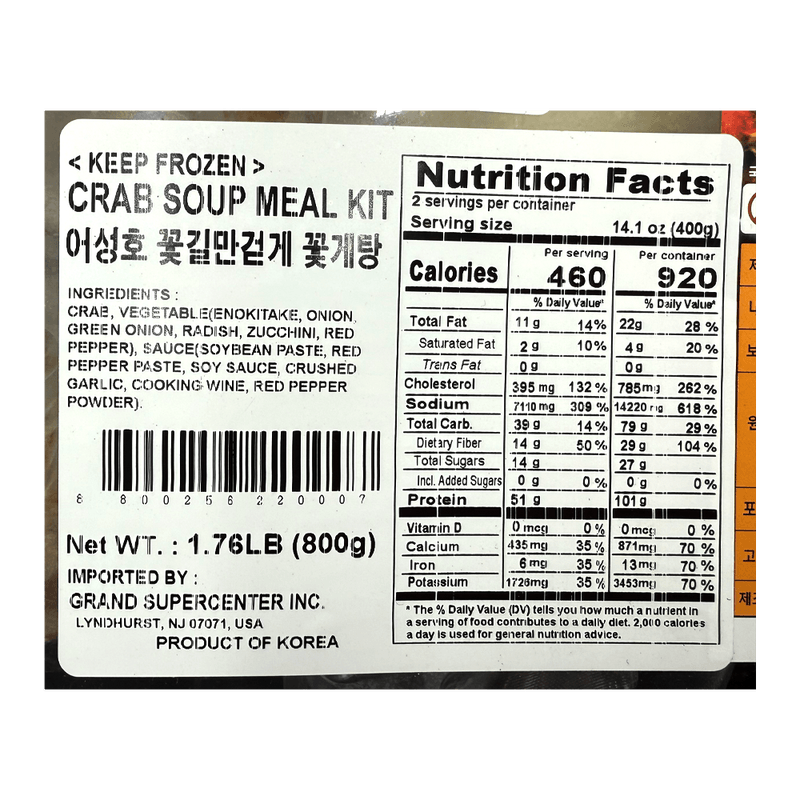 < KEEP FROZEN >
CRAB SOUP MEAL KIT
어성호 꽃길만걷게 꽃게탕
INGREDIENTS :
CRAB, VEGETABLE(ENOKITAKE, ONION,
GREEN ONION, RADISH, ZUCCHINI, RED
PEPPER), SAUCE(SOYBEAN PASTE, RED
PEPPER PASTE, SOY SAUCE, CRUSHED
GARLIC, COOKING WINE, RED PEPPER
POWDER).
8 800256 220007
Net WT. : 1.76LB (800g)
IMPORTED BY :
GRAND SUPERCENTER INC.
LYNDHURST, NJ 07071, USA
PRODUCT OF KOREA
Nutrition Facts
2 servings per container
Serving size 14.1 oz (400g)
Per serving Per container
Calories 460 920
% Daily Value* % Daily Value*
Total Fat 11 g 14% 22g 28 %
Saturated Fat 2 g 10% 4 g 20 %
Trans Fat 0 g 0 g
Cholesterol 395 mg 132 % 785mg 262 %
Sodium 7110 mg 309 % 14220 mg 618 %
Total Carb. 39 g 14 % 79 g 29 %
Dietary Fiber 14 g 50 % 29 g 104 %
Total Sugars 14 g 27 g
Incl. Added Sugars 0 g 0 % 0 g 0 %
Protein 51 g 101 g
Vitamin D 0 mcg 0 % 0 mcg 0 %
Calcium 435mg 35 % 871mg 70 %
Iron 6 mg 35 % 13mg 70 %
Potassium 1726mg 35 % 3453mg 70 %
* The % Daily Value (DV) tells you how much a nutrient in
a serving of food contributes to a daily diet. 2,000 calories
a day is used for general nutrition advice.